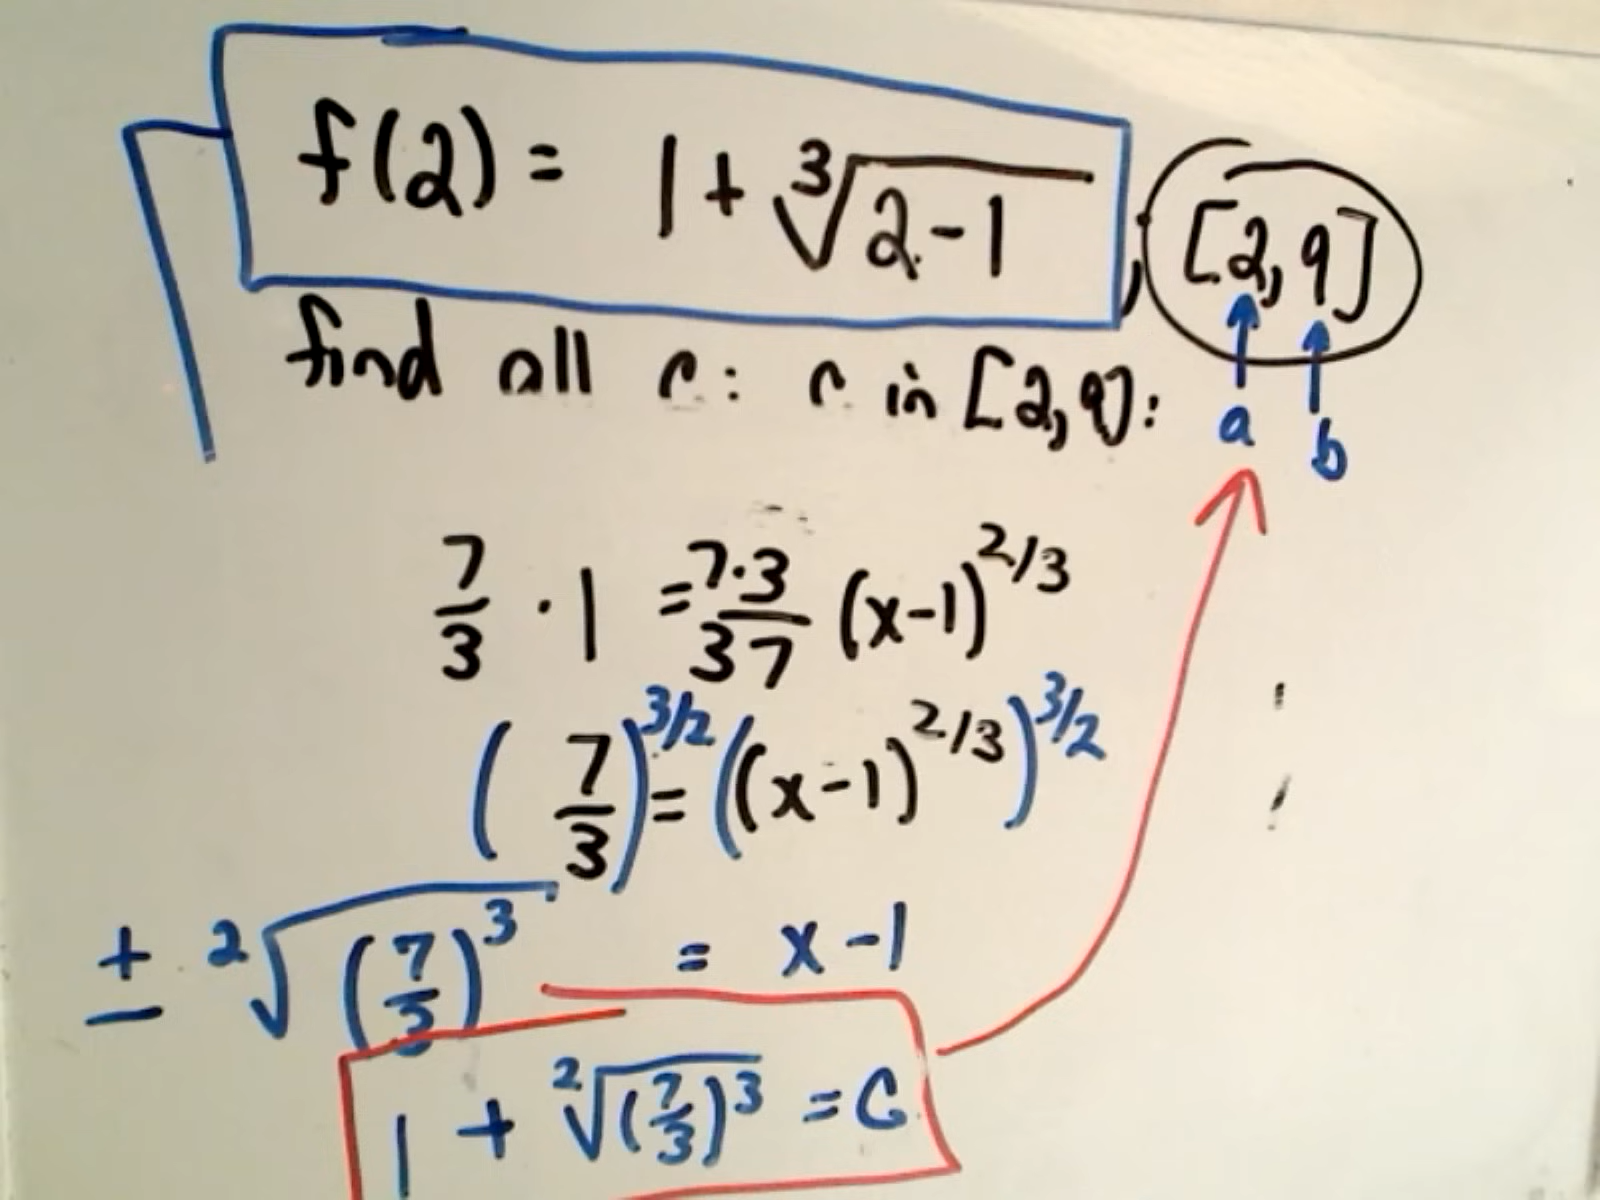 f(2) = 1 + ∛(2-1) , [2,9]
find all c: c in [2,9]:
a b
7/3 · 1 = 7·3/37 (x-1)^2/3
(7/3)^3/2 = ((x-1)^2/3)^3/2
± ²√(7/3)^3 = x-1
1 + ²√(7/3)^3 = C